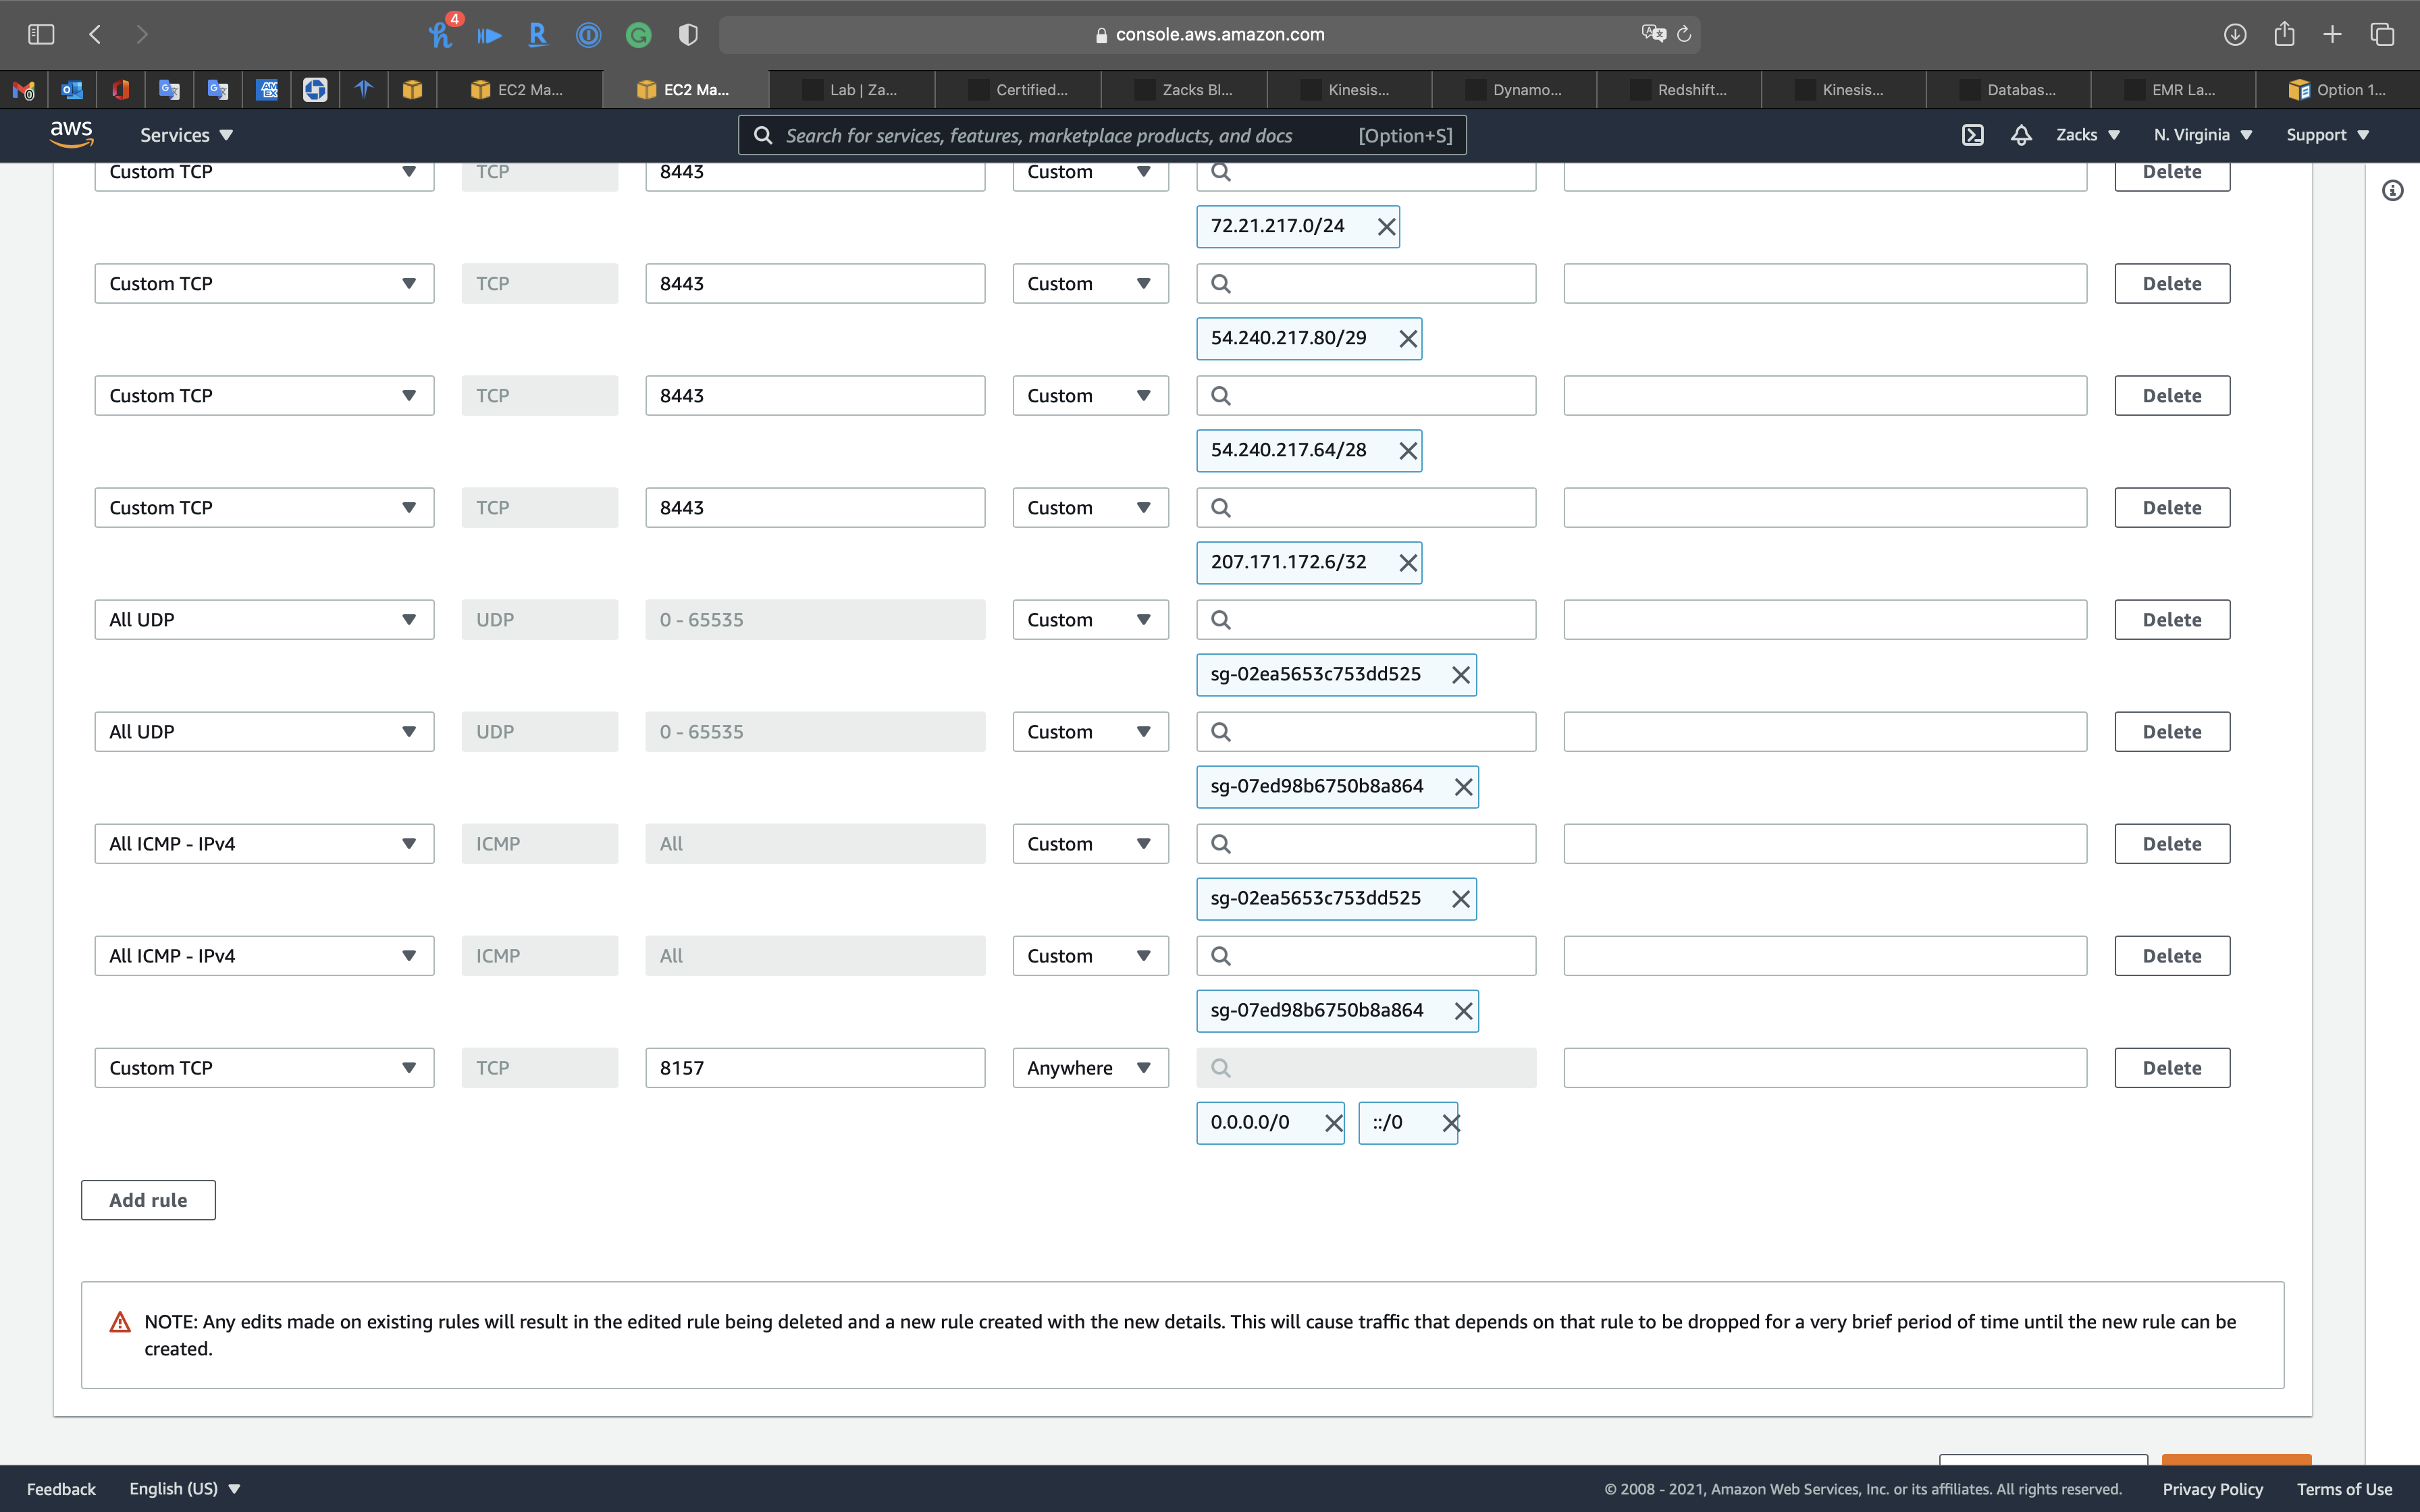 4
console.aws.amazon.com
EC2 Ma...
EC2 Ma...
Lab | Za...
Certified...
Zacks Bl...
Kinesis...
Dynamo...
Redshift...
Kinesis...
Databas...
EMR La...
Option 1...
aws
Services
Search for services, features, marketplace products, and docs
[Option+S]
Zacks
N. Virginia
Support
Custom TCP TCP 8443 Custom Delete
72.21.217.0/24
Custom TCP TCP 8443 Custom Delete
54.240.217.80/29
Custom TCP TCP 8443 Custom Delete
54.240.217.64/28
Custom TCP TCP 8443 Custom Delete
207.171.172.6/32
All UDP UDP 0 - 65535 Custom Delete
sg-02ea5653c753dd525
All UDP UDP 0 - 65535 Custom Delete
sg-07ed98b6750b8a864
All ICMP - IPv4 ICMP All Custom Delete
sg-02ea5653c753dd525
All ICMP - IPv4 ICMP All Custom Delete
sg-07ed98b6750b8a864
Custom TCP TCP 8157 Anywhere Delete
0.0.0.0/0 ::/0
Add rule
NOTE: Any edits made on existing rules will result in the edited rule being deleted and a new rule created with the new details. This will cause traffic that depends on that rule to be dropped for a very brief period of time until the new rule can be
created.
Feedback
English (US)
© 2008 - 2021, Amazon Web Services, Inc. or its affiliates. All rights reserved.
Privacy Policy
Terms of Use